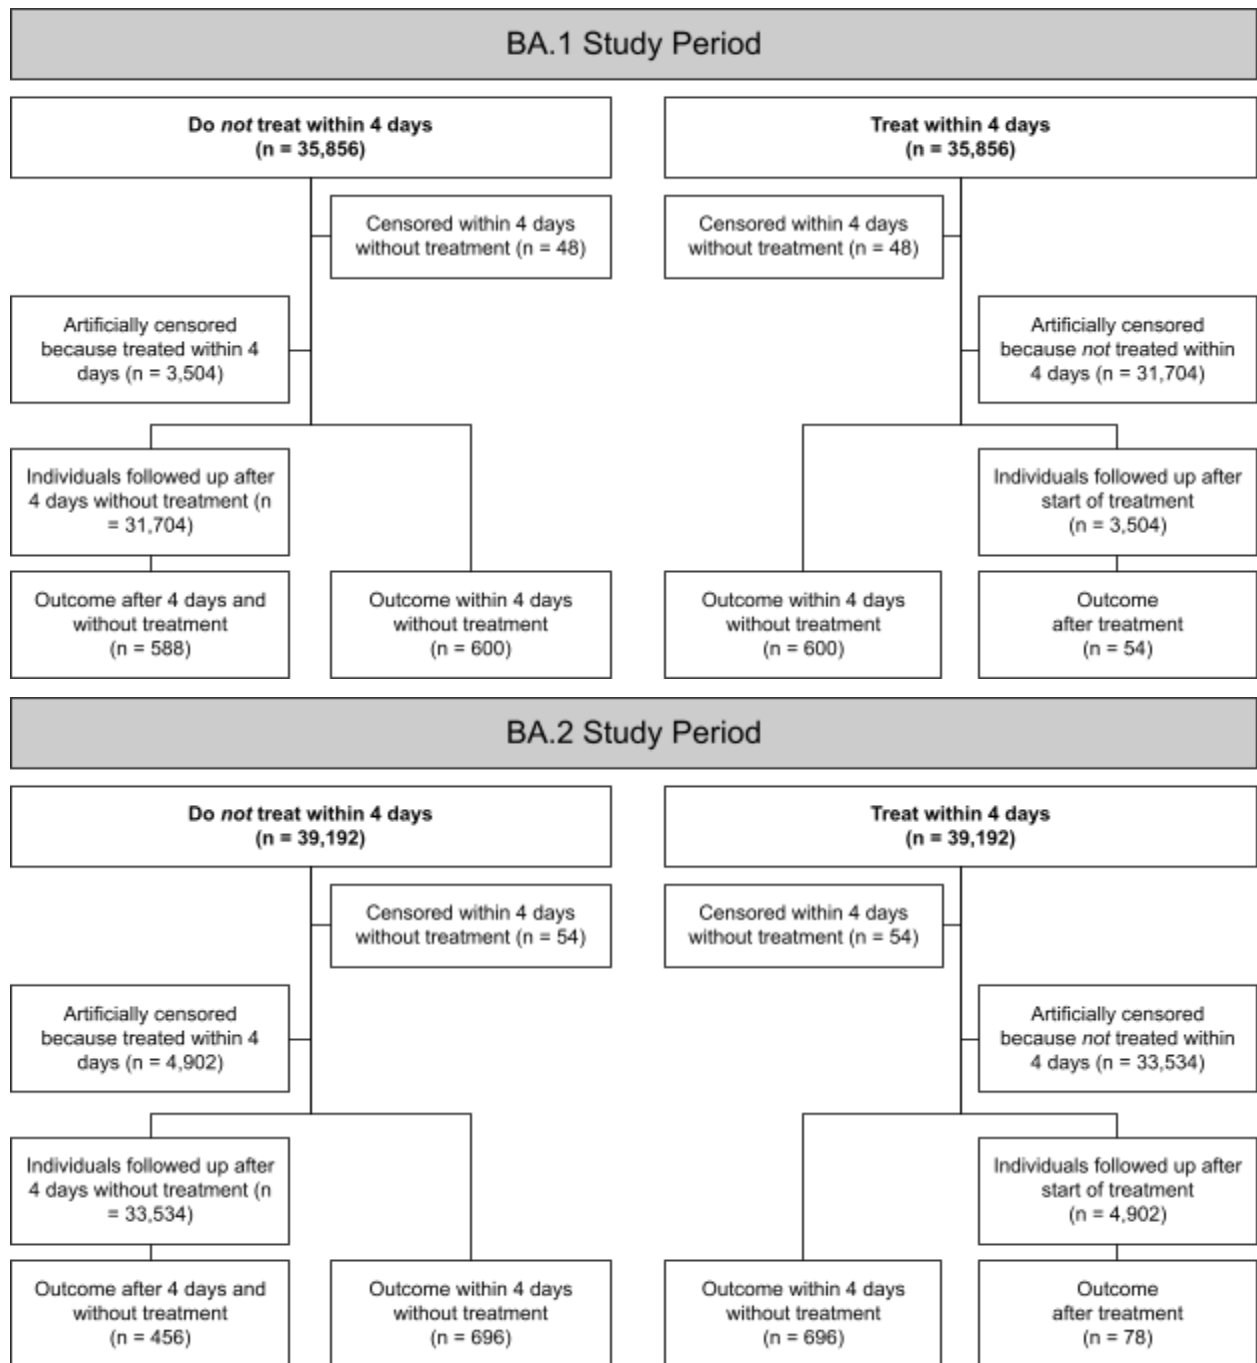 BA.1 Study Period
Do not treat within 4 days
(n = 35,856)
Treat within 4 days
(n = 35,856)
Censored within 4 days
without treatment (n = 48)
Censored within 4 days
without treatment (n = 48)
Artificially censored
because treated within 4
days (n = 3,504)
Artificially censored
because not treated within
4 days (n = 31,704)
Individuals followed up after
4 days without treatment (n
= 31,704)
Individuals followed up after
start of treatment
(n = 3,504)
Outcome after 4 days and
without treatment
(n = 588)
Outcome within 4 days
without treatment
(n = 600)
Outcome within 4 days
without treatment
(n = 600)
Outcome
after treatment
(n = 54)
BA.2 Study Period
Do not treat within 4 days
(n = 39,192)
Treat within 4 days
(n = 39,192)
Censored within 4 days
without treatment (n = 54)
Censored within 4 days
without treatment (n = 54)
Artificially censored
because treated within 4
days (n = 4,902)
Artificially censored
because not treated within
4 days (n = 33,534)
Individuals followed up after
4 days without treatment (n
= 33,534)
Individuals followed up after
start of treatment
(n = 4,902)
Outcome after 4 days and
without treatment
(n = 456)
Outcome within 4 days
without treatment
(n = 696)
Outcome within 4 days
without treatment
(n = 696)
Outcome
after treatment
(n = 78)